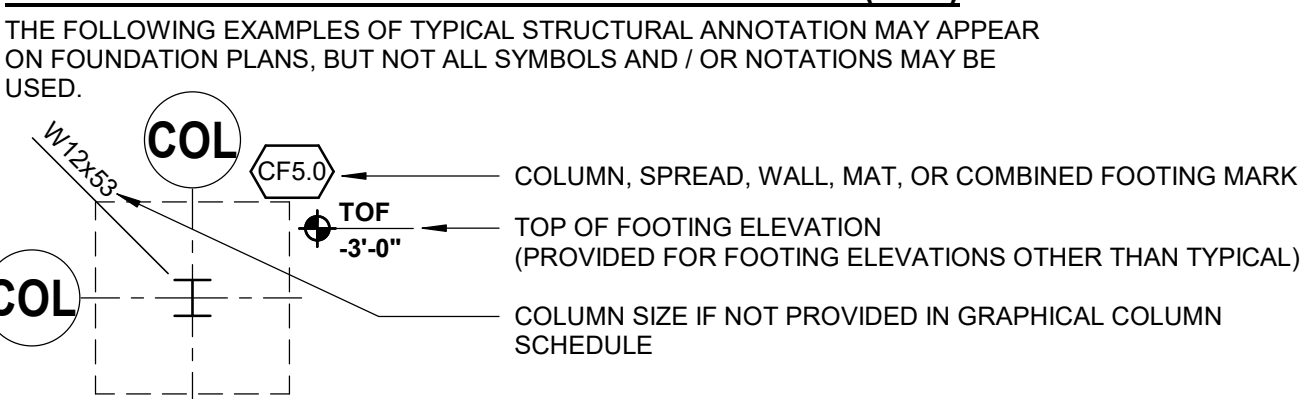 THE FOLLOWING EXAMPLES OF TYPICAL STRUCTURAL ANNOTATION MAY APPEAR
ON FOUNDATION PLANS, BUT NOT ALL SYMBOLS AND / OR NOTATIONS MAY BE
USED.
W12x53
COL
CF5.0
COLUMN, SPREAD, WALL, MAT, OR COMBINED FOOTING MARK
TOF
-3'-0"
TOP OF FOOTING ELEVATION
(PROVIDED FOR FOOTING ELEVATIONS OTHER THAN TYPICAL)
COL
COLUMN SIZE IF NOT PROVIDED IN GRAPHICAL COLUMN
SCHEDULE